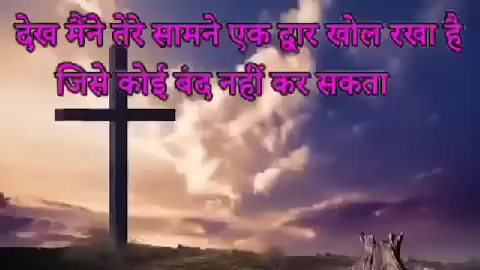 देख मैंने तेरे सामने एक द्वार खोल रखा है
जिसे कोई बंद नहीं कर सकता